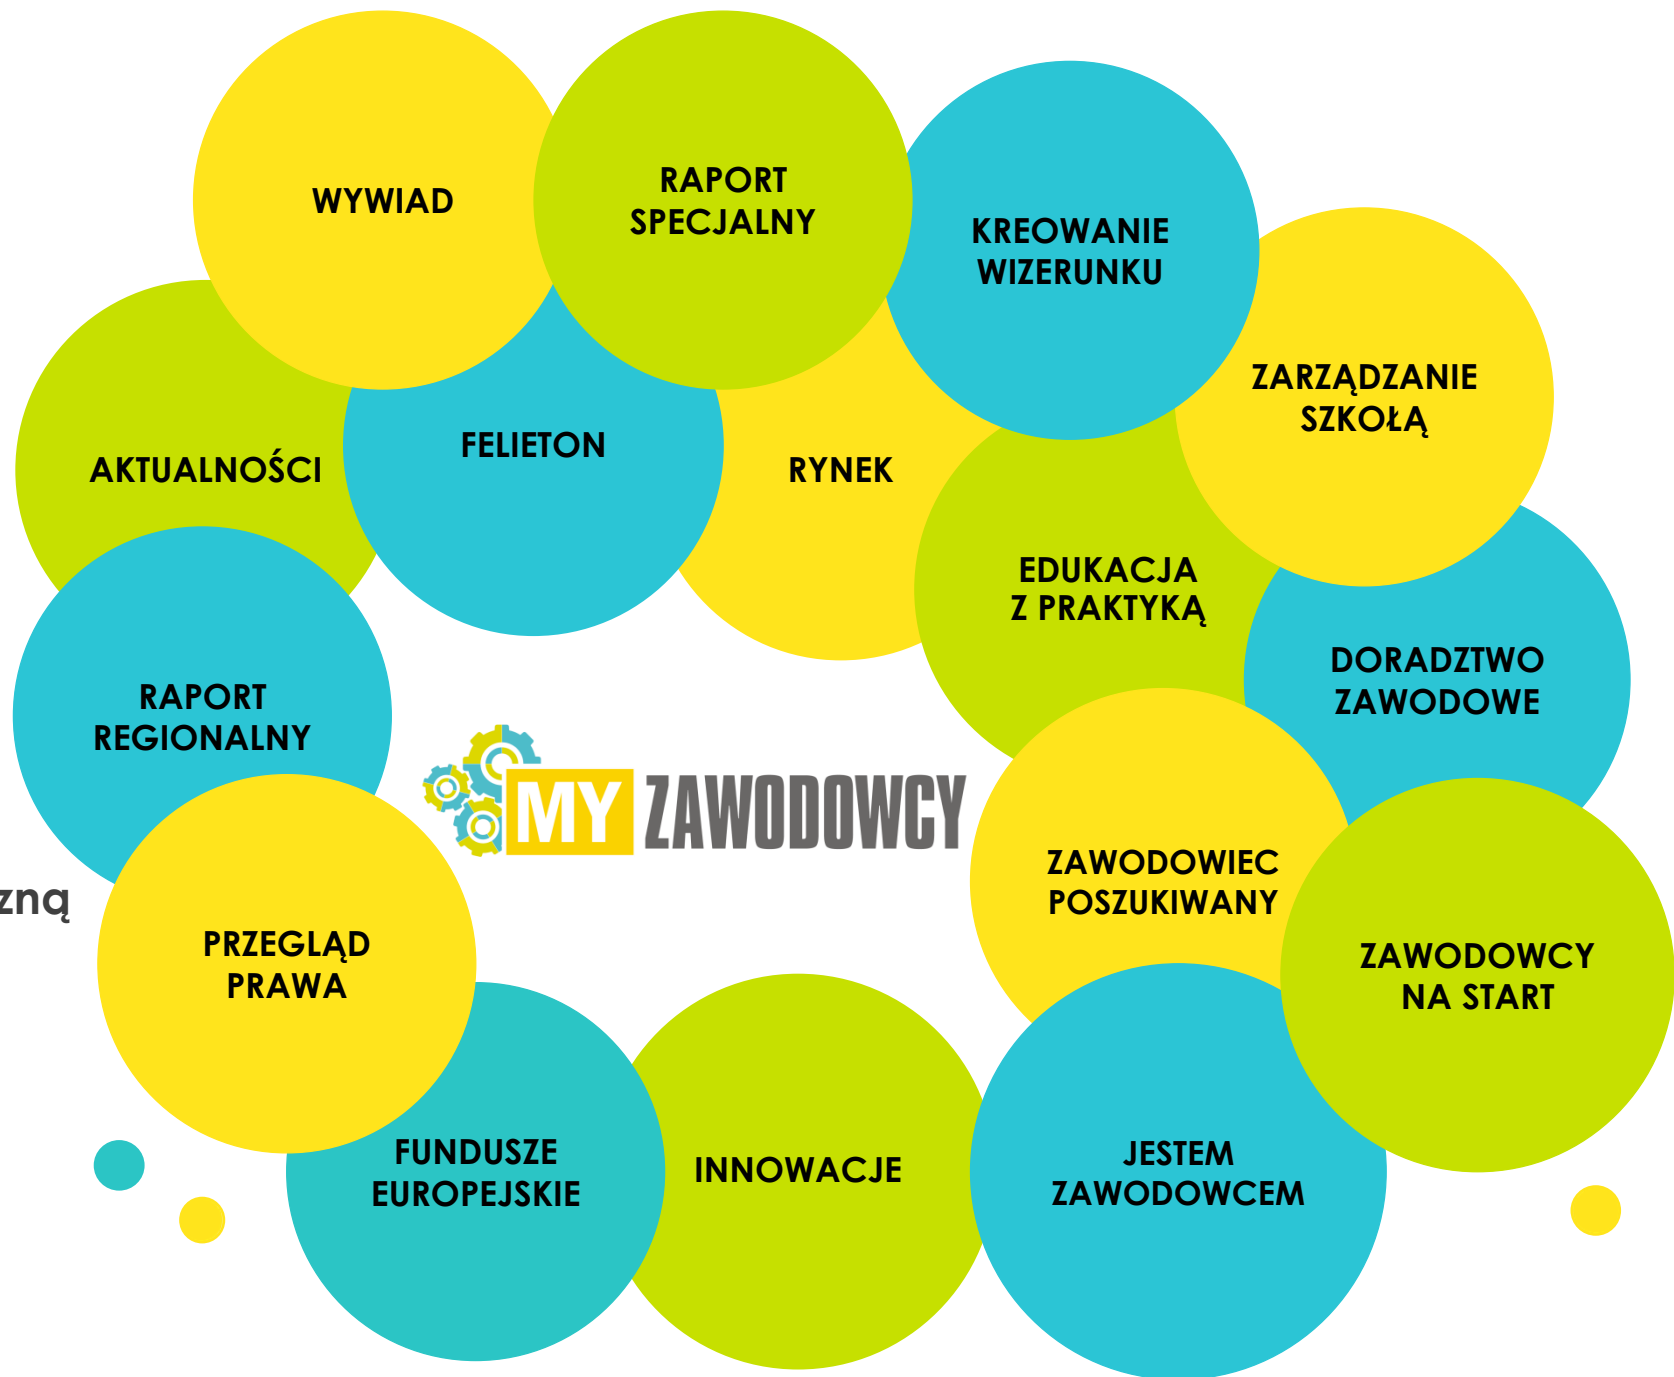 WYWIAD
RAPORT
SPECJALNY
KREOWANIE
WIZERUNKU
ZARZĄDZANIE
SZKOŁĄ
AKTUALNOŚCI
FELIETON
RYNEK
EDUKACJA
Z PRAKTYKĄ
DORADZTWO
ZAWODOWE
RAPORT
REGIONALNY
MY ZAWODOWCY
ZAWODOWIEC
POSZUKIWANY
zną
PRZEGLĄD
PRAWA
ZAWODOWCY
NA START
FUNDUSZE
EUROPEJSKIE
INNOWACJE
JESTEM
ZAWODOWCEM